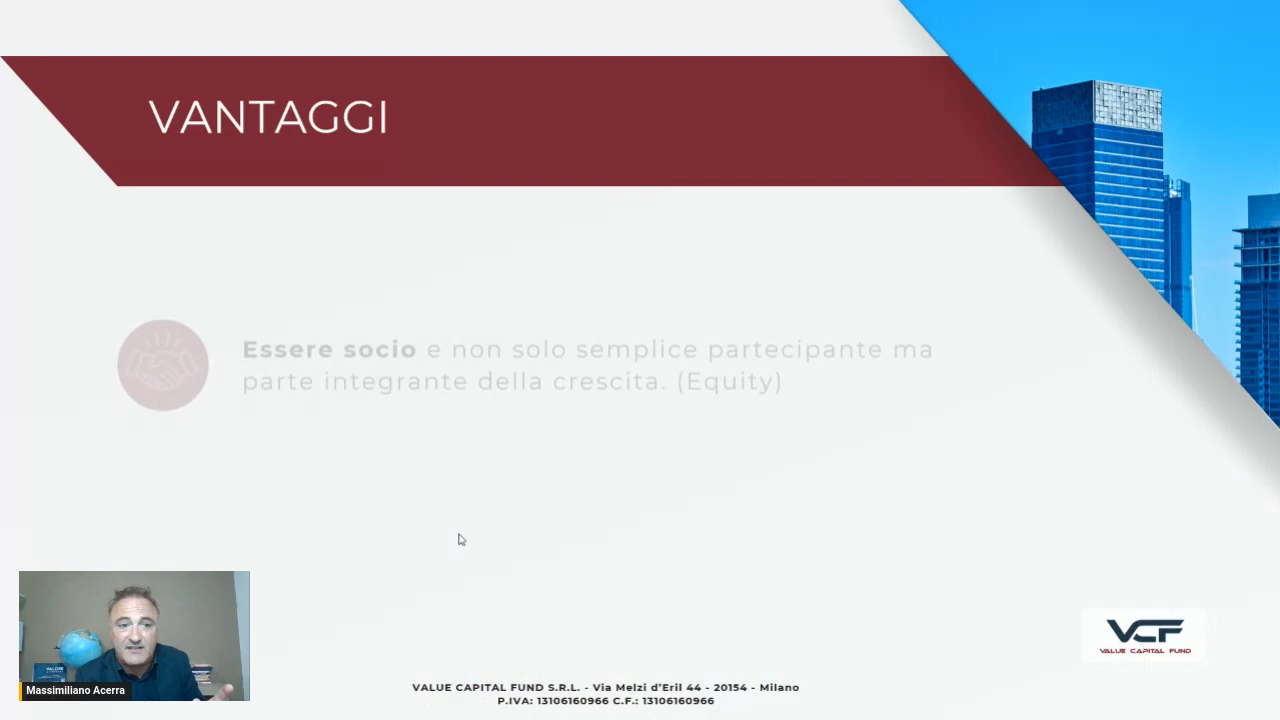 VANTAGGI
Essere socio e non solo semplice partecipante ma
parte integrante della crescita. (Equity)
Massimiliano Acerra
VCF
VALUE CAPITAL FUND
VALUE CAPITAL FUND S.R.L. - Via Melzi d'Eril 44 - 20154 - Milano
P.IVA: 13106160966 C.F.: 13106160966